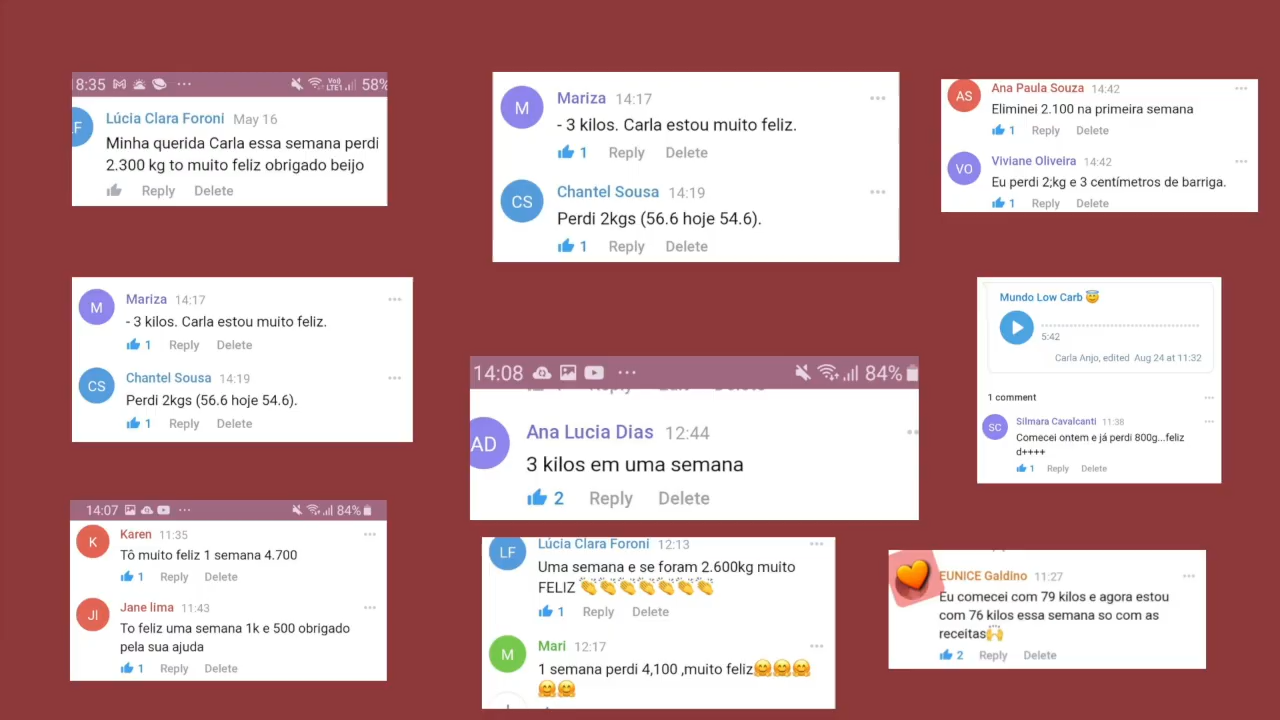 18:35 58%
Lúcia Clara Foroni May 16
Minha querida Carla essa semana perdi
2.300 kg to muito feliz obrigado beijo
Reply Delete
M
Mariza 14:17
- 3 kilos. Carla estou muito feliz.
1 Reply Delete
CS
Chantel Sousa 14:19
Perdi 2kgs (56.6 hoje 54.6).
1 Reply Delete
AS
Ana Paula Souza 14:42
Eliminei 2.100 na primeira semana
1 Reply Delete
VO
Viviane Oliveira 14:42
Eu perdi 2;kg e 3 centímetros de barriga.
1 Reply Delete
M
Mariza 14:17
- 3 kilos. Carla estou muito feliz.
1 Reply Delete
CS
Chantel Sousa 14:19
Perdi 2kgs (56.6 hoje 54.6).
1 Reply Delete
14:08 84%
AD
Ana Lucia Dias 12:44
3 kilos em uma semana
2 Reply Delete
Mundo Low Carb 😇
5:42
Carla Anjo, edited Aug 24 at 11:32
1 comment
SC
Silmara Cavalcanti 11:38
Comecei ontem e já perdi 800g...feliz
d++++
1 Reply Delete
14:07 84%
K
Karen 11:35
Tô muito feliz 1 semana 4.700
1 Reply Delete
JI
Jane lima 11:43
To feliz uma semana 1k e 500 obrigado
pela sua ajuda
1 Reply Delete
LF
Lúcia Clara Foroni 12:13
Uma semana e se foram 2.600kg muito
FELIZ 👏👏👏👏👏👏👏
1 Reply Delete
M
Mari 12:17
1 semana perdi 4,100 ,muito feliz🤗🤗🤗
🤗🤗
EUNICE Galdino 11:27
Eu comecei com 79 kilos e agora estou
com 76 kilos essa semana so com as
receitas🙌
2 Reply Delete